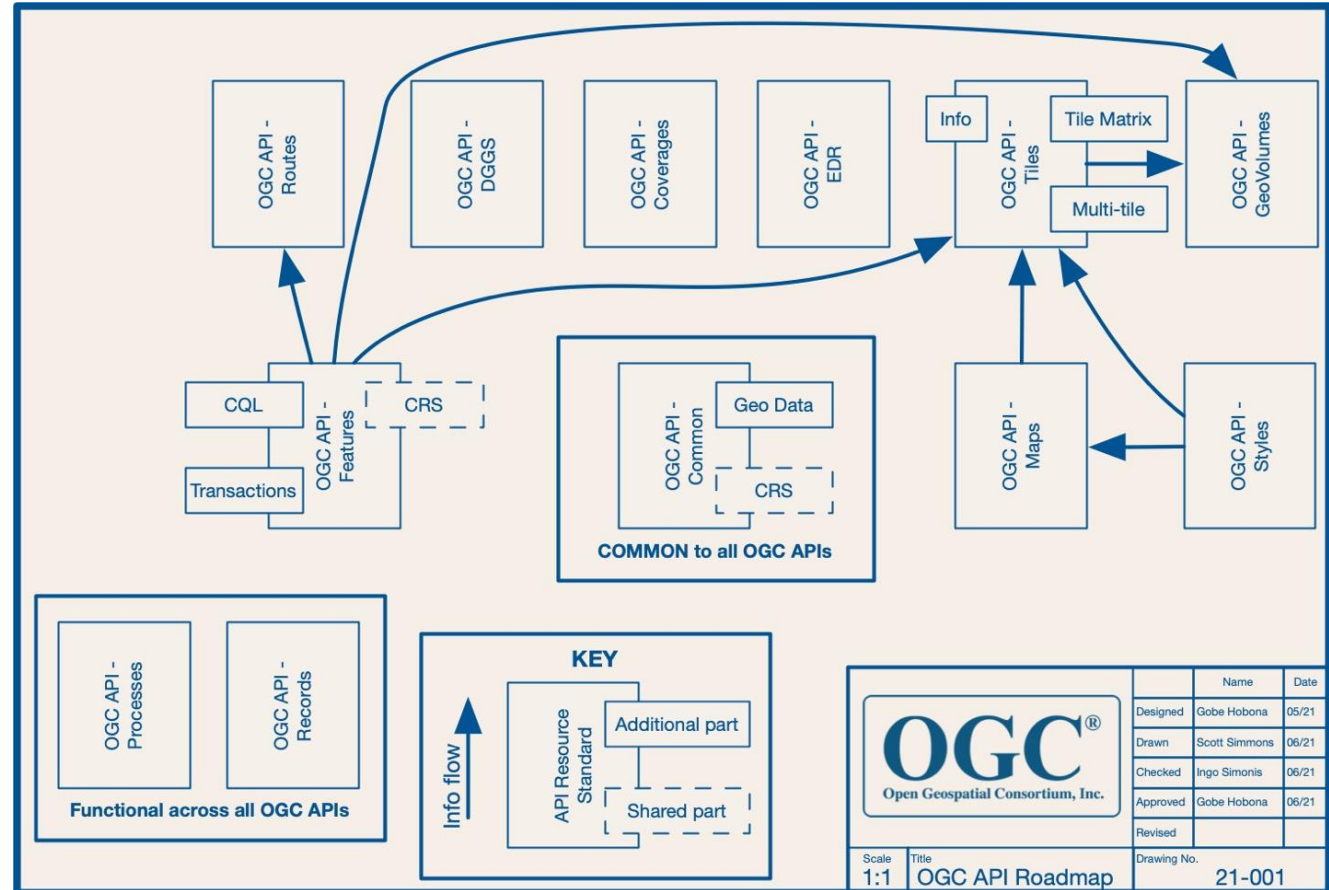 OGC API -
Routes
OGC API -
DGGS
OGC API -
Coverages
OGC API -
EDR
Info
OGC API -
Tiles
Tile Matrix
Multi-tile
OGC API -
GeoVolumes
CQL
Transactions
OGC API -
Features
CRS
OGC API -
Common
Geo Data
CRS
COMMON to all OGC APIs
OGC API -
Maps
OGC API -
Styles
OGC API -
Processes
OGC API -
Records
Functional across all OGC APIs
KEY
Info flow
API Resource
Standard
Additional part
Shared part
OGC®
Open Geospatial Consortium, Inc.
Name Date
Designed Gobe Hobona 05/21
Drawn Scott Simmons 06/21
Checked Ingo Simonis 06/21
Approved Gobe Hobona 06/21
Revised
Scale
1:1
Title
OGC API Roadmap
Drawing No.
21-001